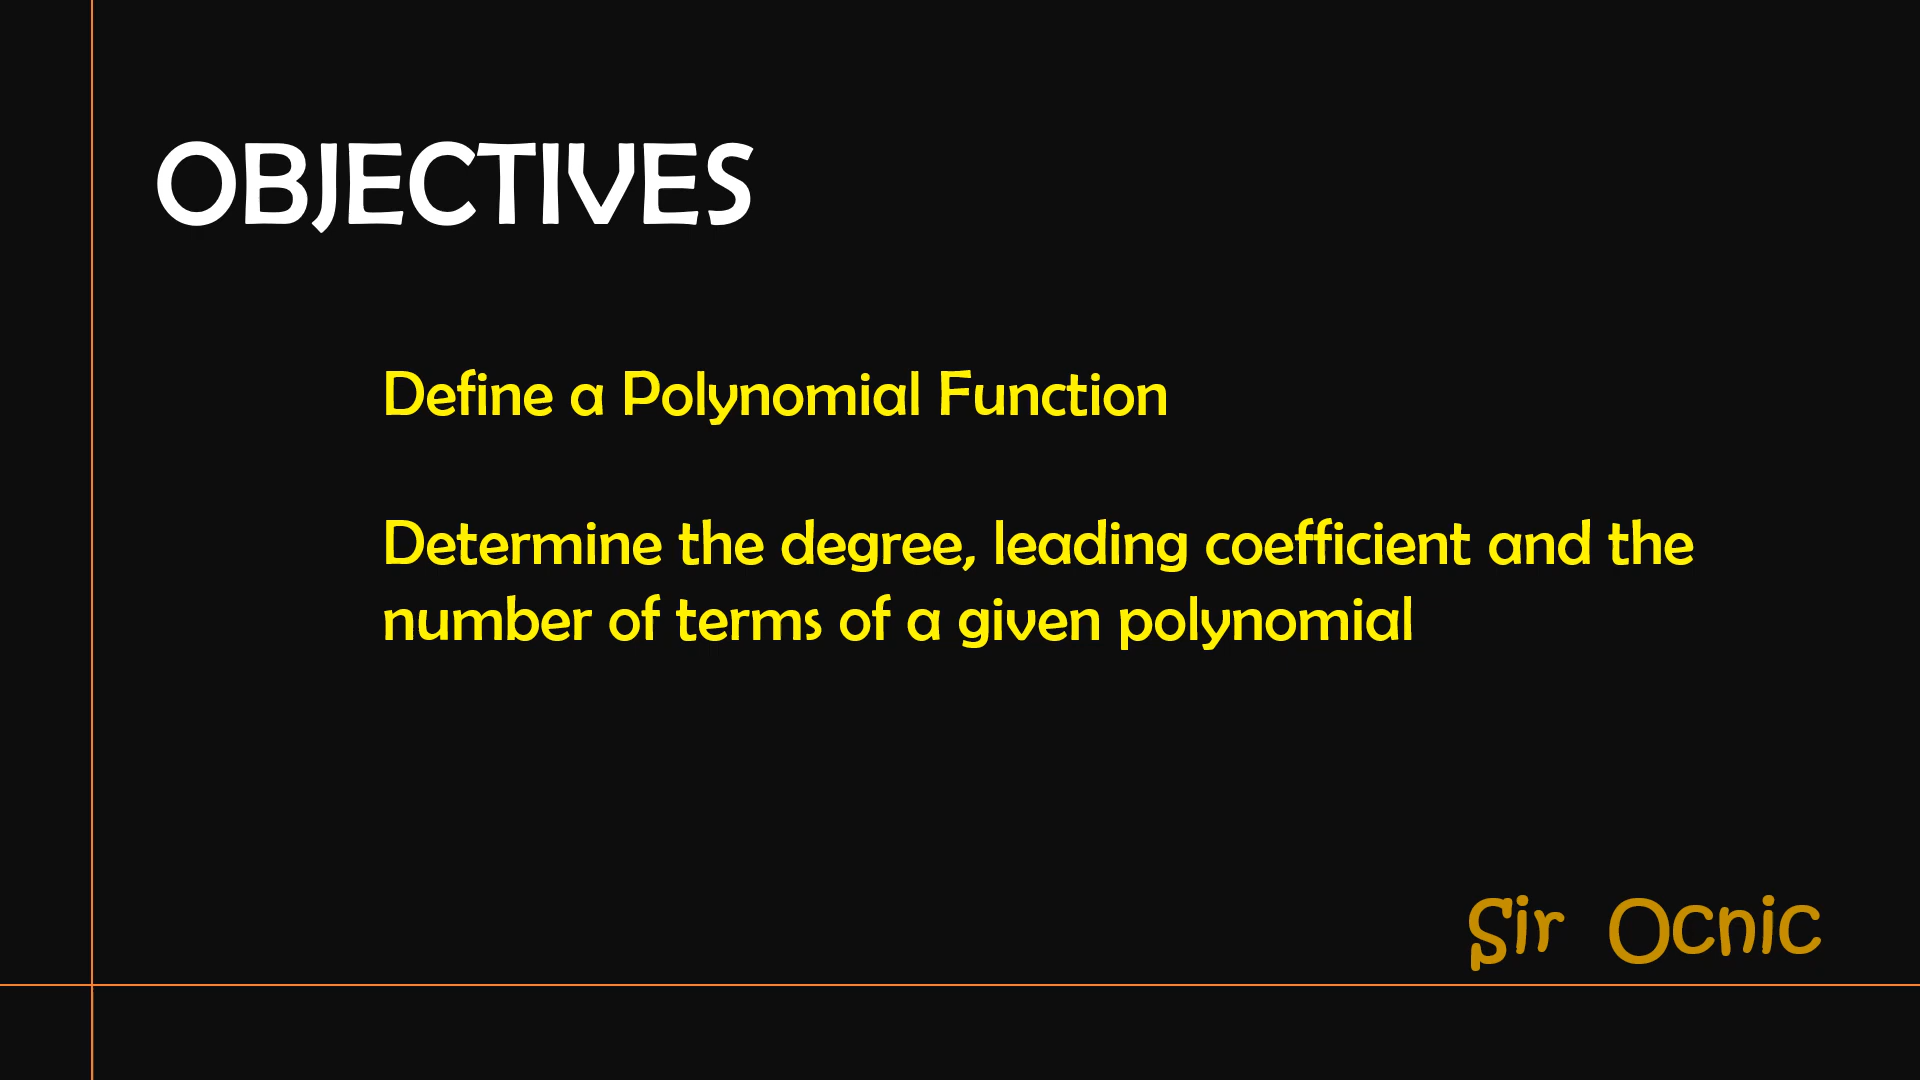 OBJECTIVES
Define a Polynomial Function
Determine the degree, leading coefficient and the
number of terms of a given polynomial
Sir Ocnic